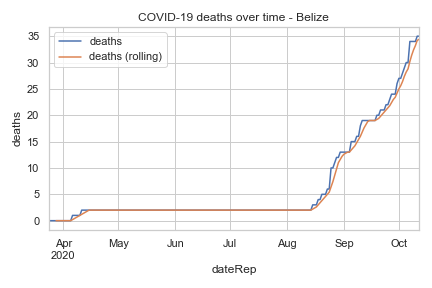 COVID-19 deaths over time - Belize
deaths
deaths (rolling)
35
30
25
20
15
10
5
0
deaths
Apr May Jun Jul Aug Sep Oct
2020
dateRep